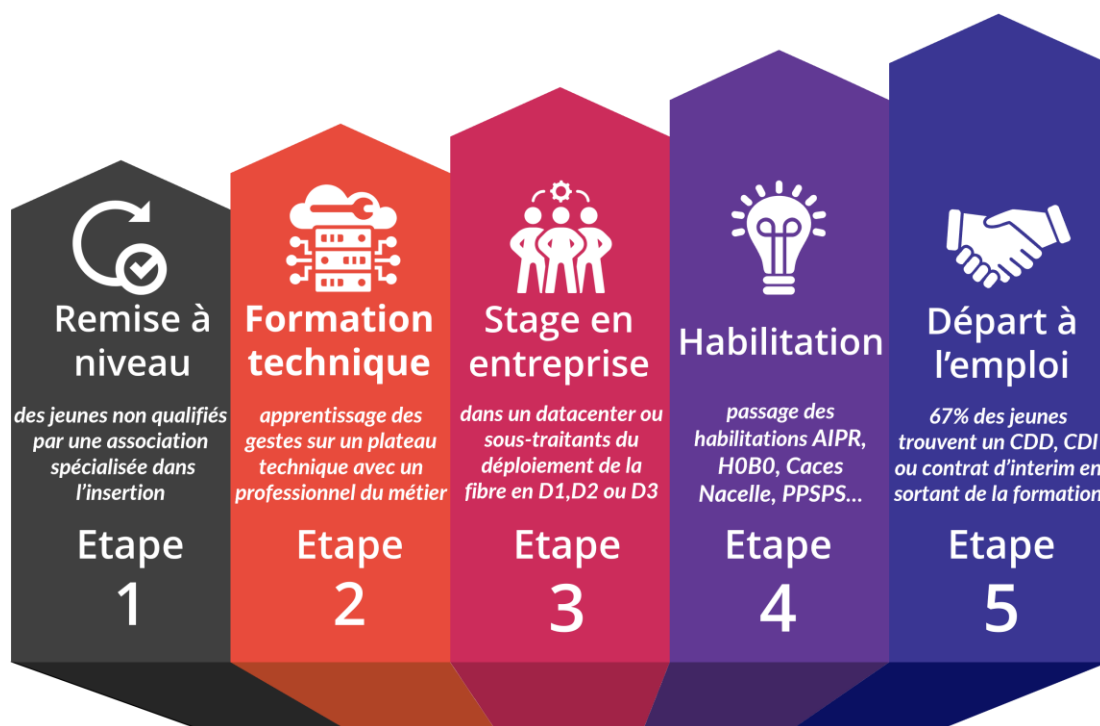 Remise à
niveau
des jeunes non qualifiés
par une association
spécialisée dans
l'insertion
Etape
1
Formation
technique
apprentissage des
gestes sur un plateau
technique avec un
professionnel du métier
Etape
2
Stage en
entreprise
dans un datacenter ou
sous-traitants du
déploiement de la
fibre en D1,D2 ou D3
Etape
3
Habilitation
passage des
habilitations AIPR,
H0B0, Caces
Nacelle, PPSPS...
Etape
4
Départ à
l'emploi
67% des jeunes
trouvent un CDD, CDI
ou contrat d'interim en
sortant de la formation
Etape
5